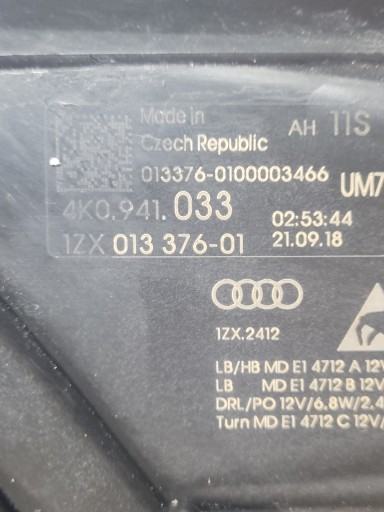 Made in
Czech Republic
AH 11S
013376-0100003466
UM7
4K0.941.033
02:53:44
1ZX 013 376-01
21.09.18
1ZX.2412
LB/HB MD E1 4712 A 12V
LB MD E1 4712 B 12V
DRL/PO 12V/6.8W/2.4
Turn MD E1 4712 C 12V/